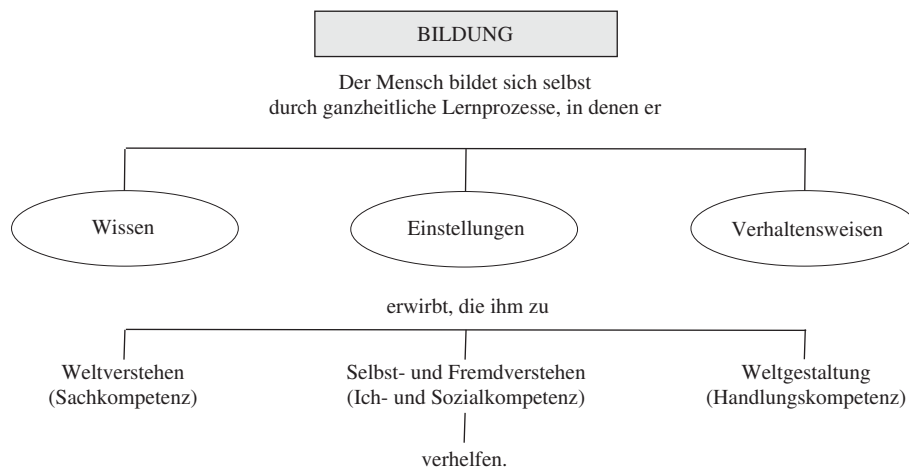 BILDUNG
Der Mensch bildet sich selbst
durch ganzheitliche Lernprozesse, in denen er
Wissen
Einstellungen
Verhaltensweisen
erwirbt, die ihm zu
Weltverstehen
(Sachkompetenz)
Selbst- und Fremdverstehen
(Ich- und Sozialkompetenz)
Weltgestaltung
(Handlungskompetenz)
verhelfen.